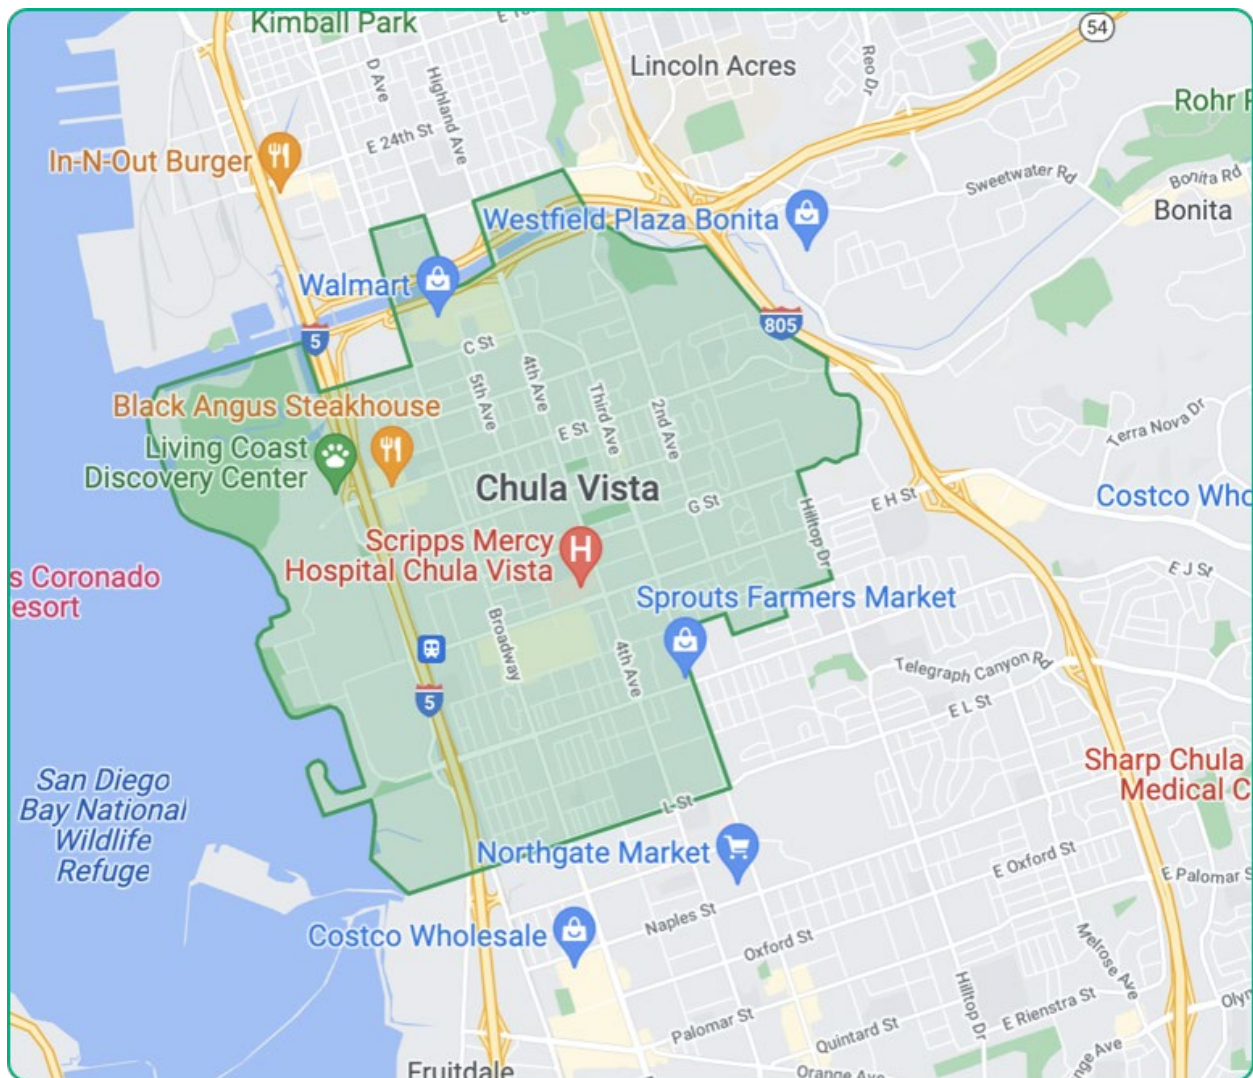 Kimball Park
54
Lincoln Acres
D Ave
Highland Ave
Reo Dr
Rohr
E 24th St
In-N-Out Burger
Sweetwater Rd
Bonita Rd
Bonita
Westfield Plaza Bonita
Walmart
5
805
C St
4th Ave
5th Ave
Third Ave
2nd Ave
Black Angus Steakhouse
E St
Terra Nova Dr
Living Coast
Discovery Center
Chula Vista
G St
Hilltop Dr
E H St
Costco Who
Scripps Mercy
Hospital Chula Vista
H
s Coronado
esort
E J St
Sprouts Farmers Market
Broadway
4th Ave
Telegraph Canyon Rd
5
E L St
San Diego
Bay National
Wildlife
Refuge
Sharp Chula
Medical C
L St
Northgate Market
E Oxford St
E Palomar S
Naples St
Costco Wholesale
Oxford St
Melrose Ave
Hilltop Dr
E Rienstra St
Olyn
Palomar St
Quintard St
nge Ave
Orange Ave
Fruitdale